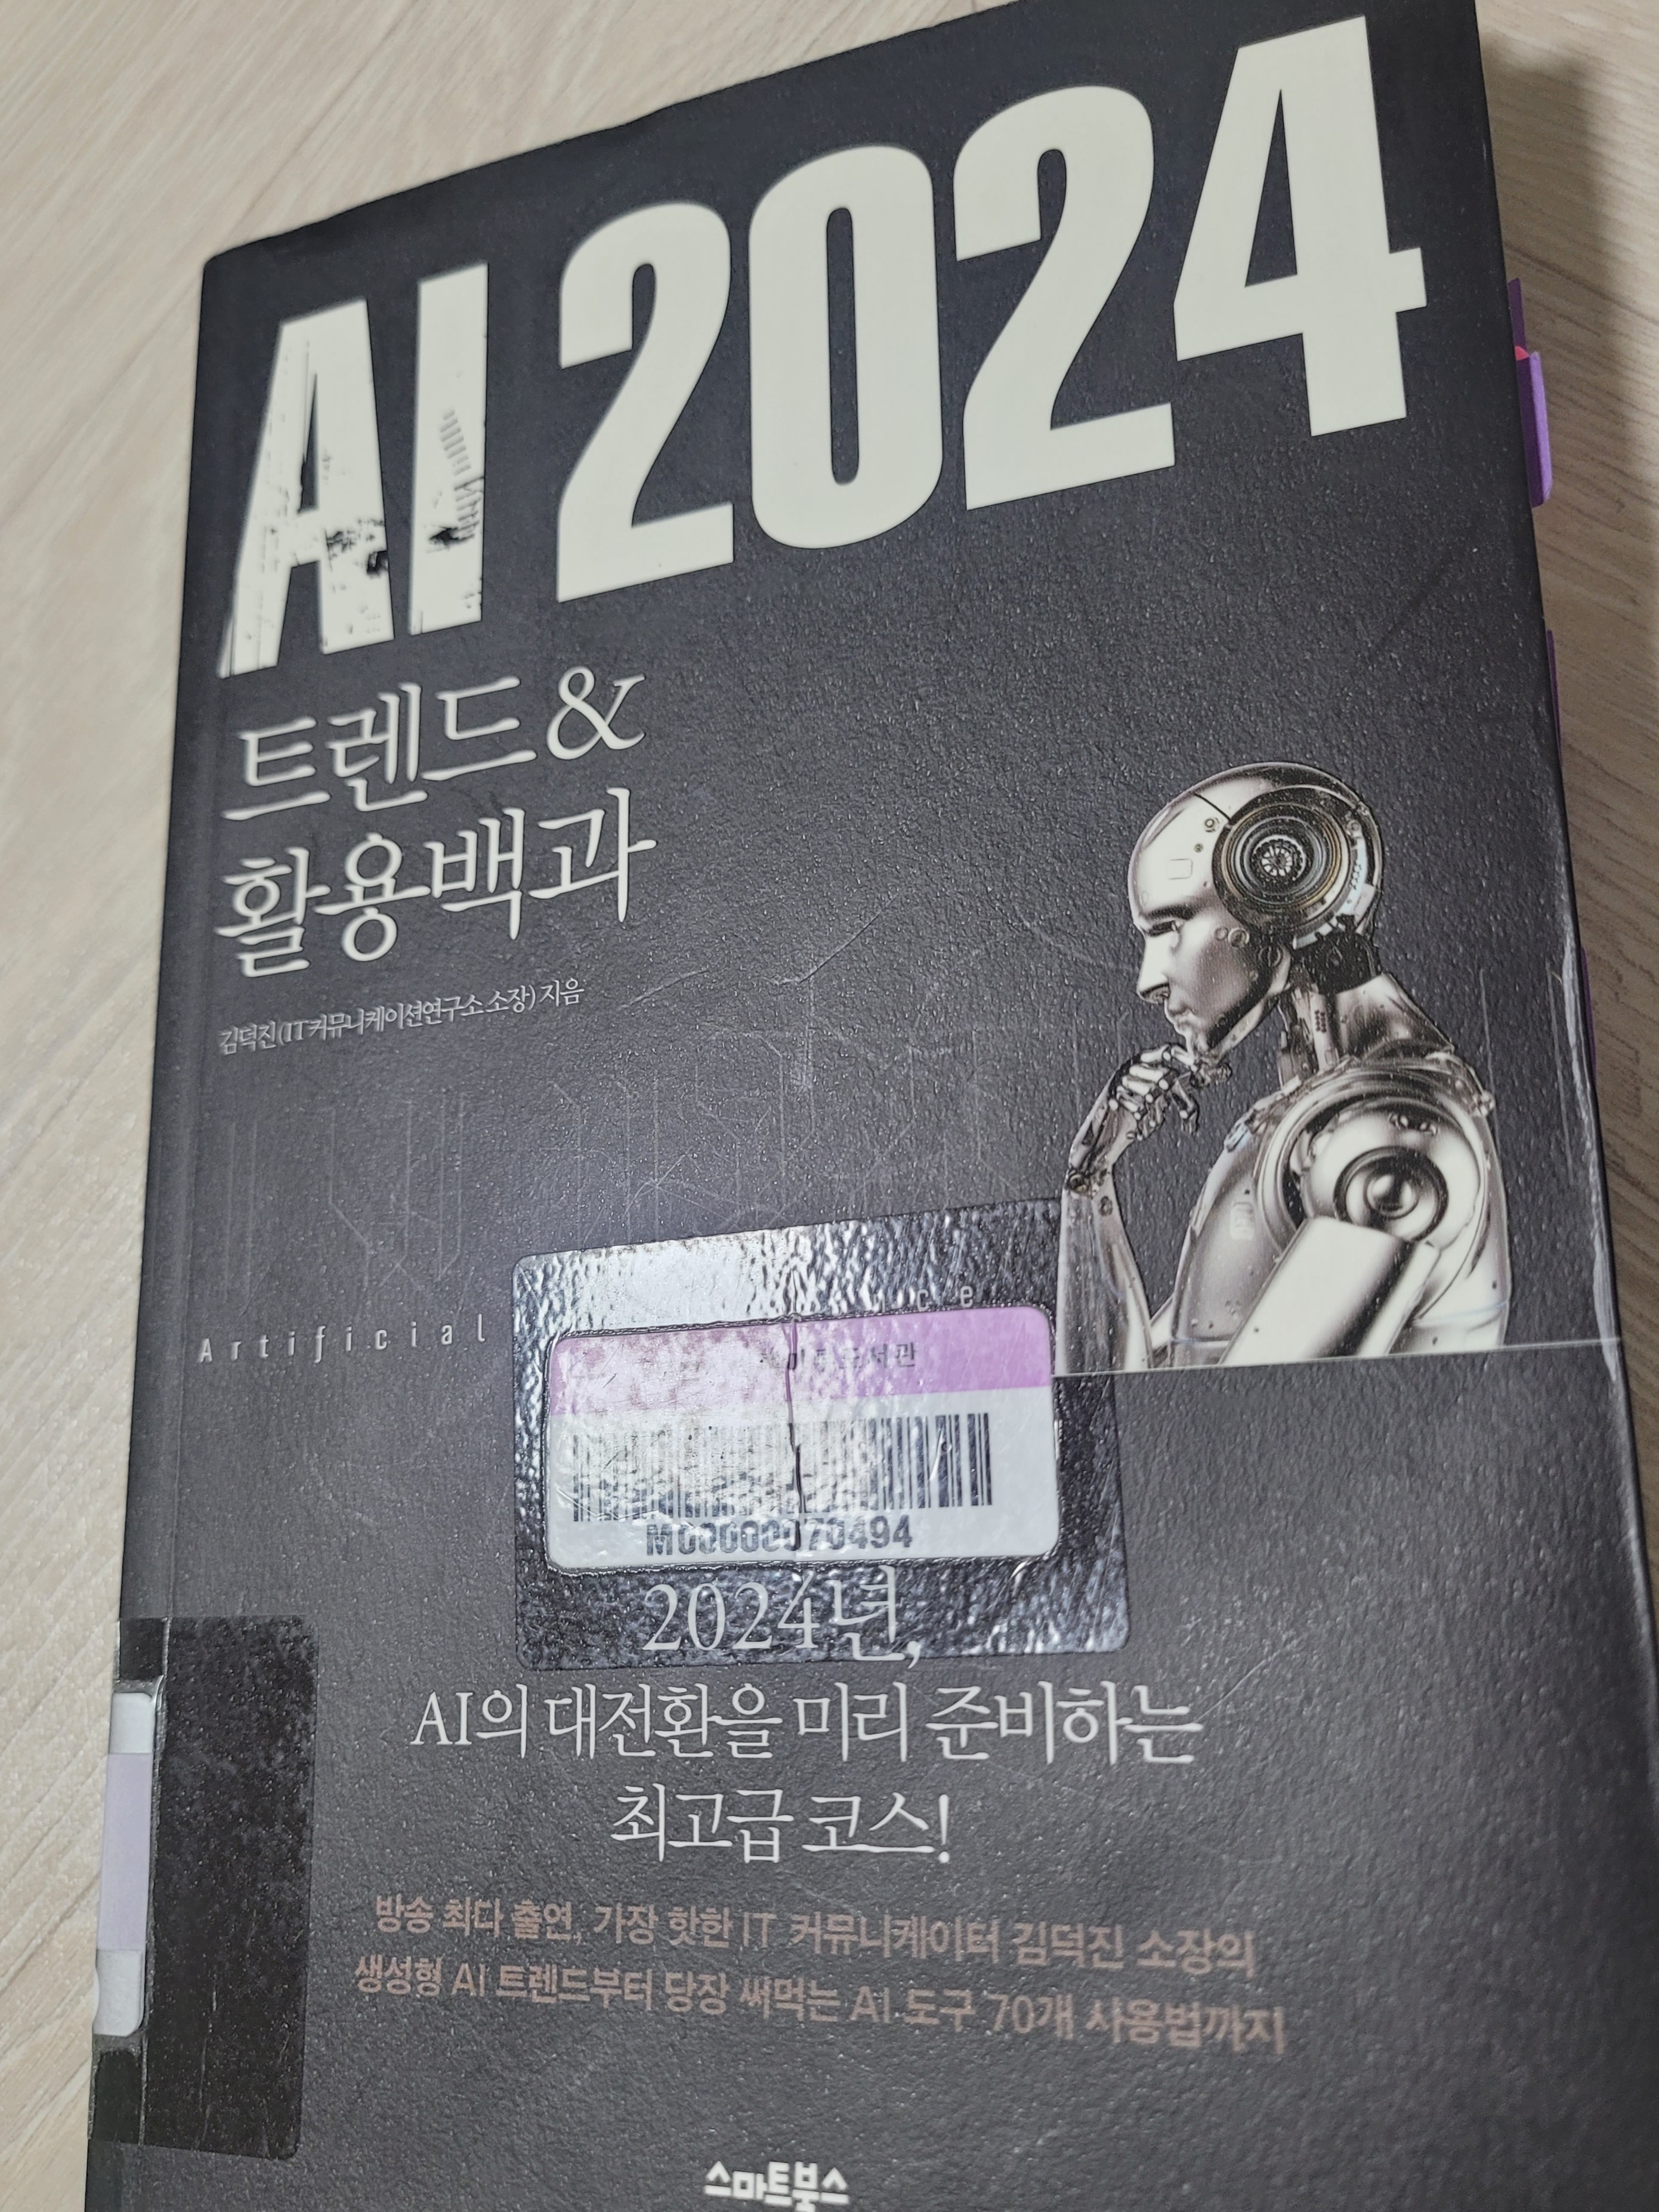 AI 2024
트렌드&
활용백과
김덕진(IT커뮤니케이션연구소 소장) 지음
Artificial
2024년,
AI의 대전환을 미리 준비하는
최고급 코스!
방송 최다 출연, 가장 핫한 IT 커뮤니케이터 김덕진 소장의
생성형 AI 트렌드부터 당장 써먹는 AI 도구 70개 사용법까지
스마트북스